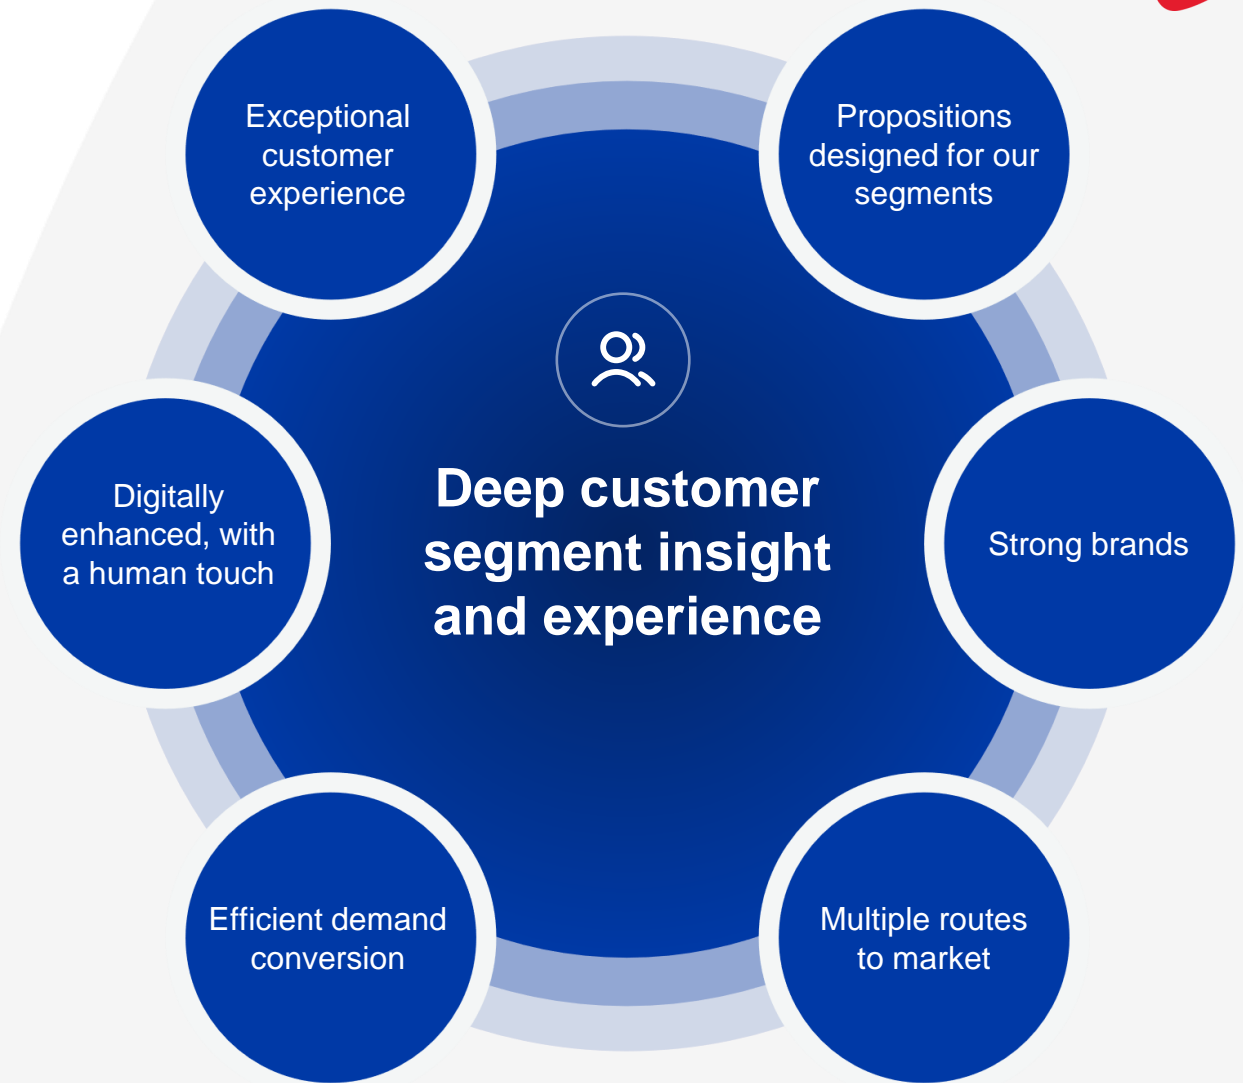 Exceptional
customer
experience
Propositions
designed for our
segments
Digitally
enhanced, with
a human touch
Deep customer
segment insight
and experience
Strong brands
Efficient demand
conversion
Multiple routes
to market